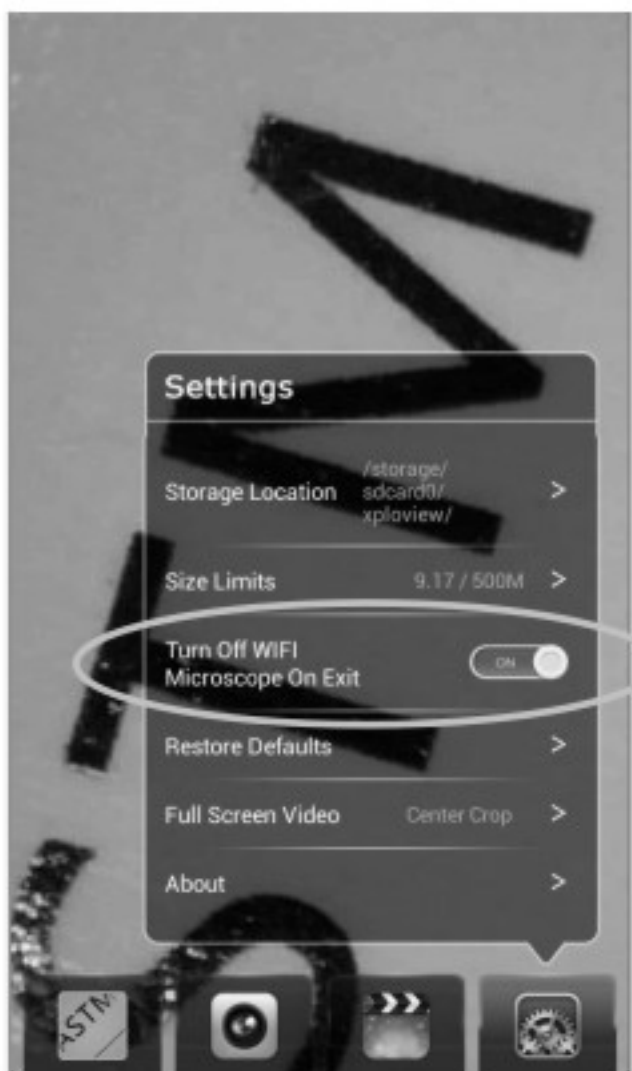 Settings
Storage Location
/storage/
sdcard0/
xploview/
>
Size Limits 9.17 / 500M >
Turn Off WIFI
Microscope On Exit
ON
Restore Defaults >
Full Screen Video Center Crop >
About >
ASTM